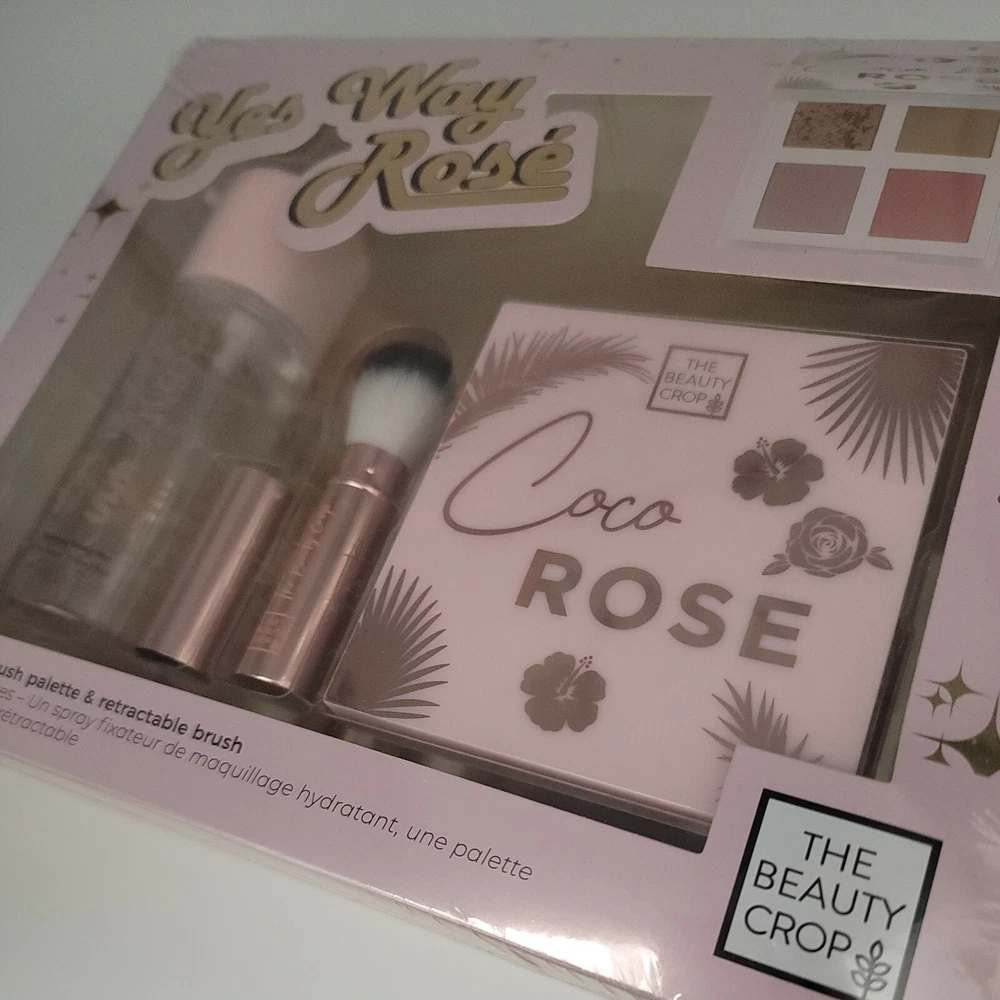 Yes Way
Rosé
THE
BEAUTY
CROP
Coco
ROSE
ush palette & retractable brush
es - Un spray fixateur de maquillage hydratant, une palette
rétractable
THE
BEAUTY
CROP